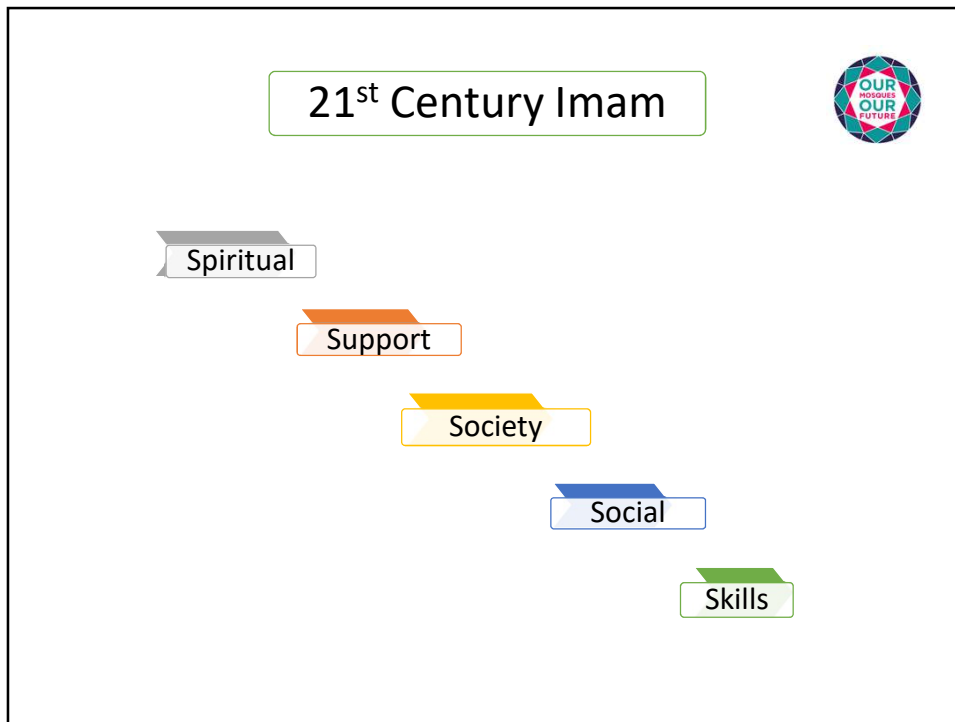 21st Century Imam
OUR
MOSQUES
OUR
FUTURE
Spiritual
Support
Society
Social
Skills